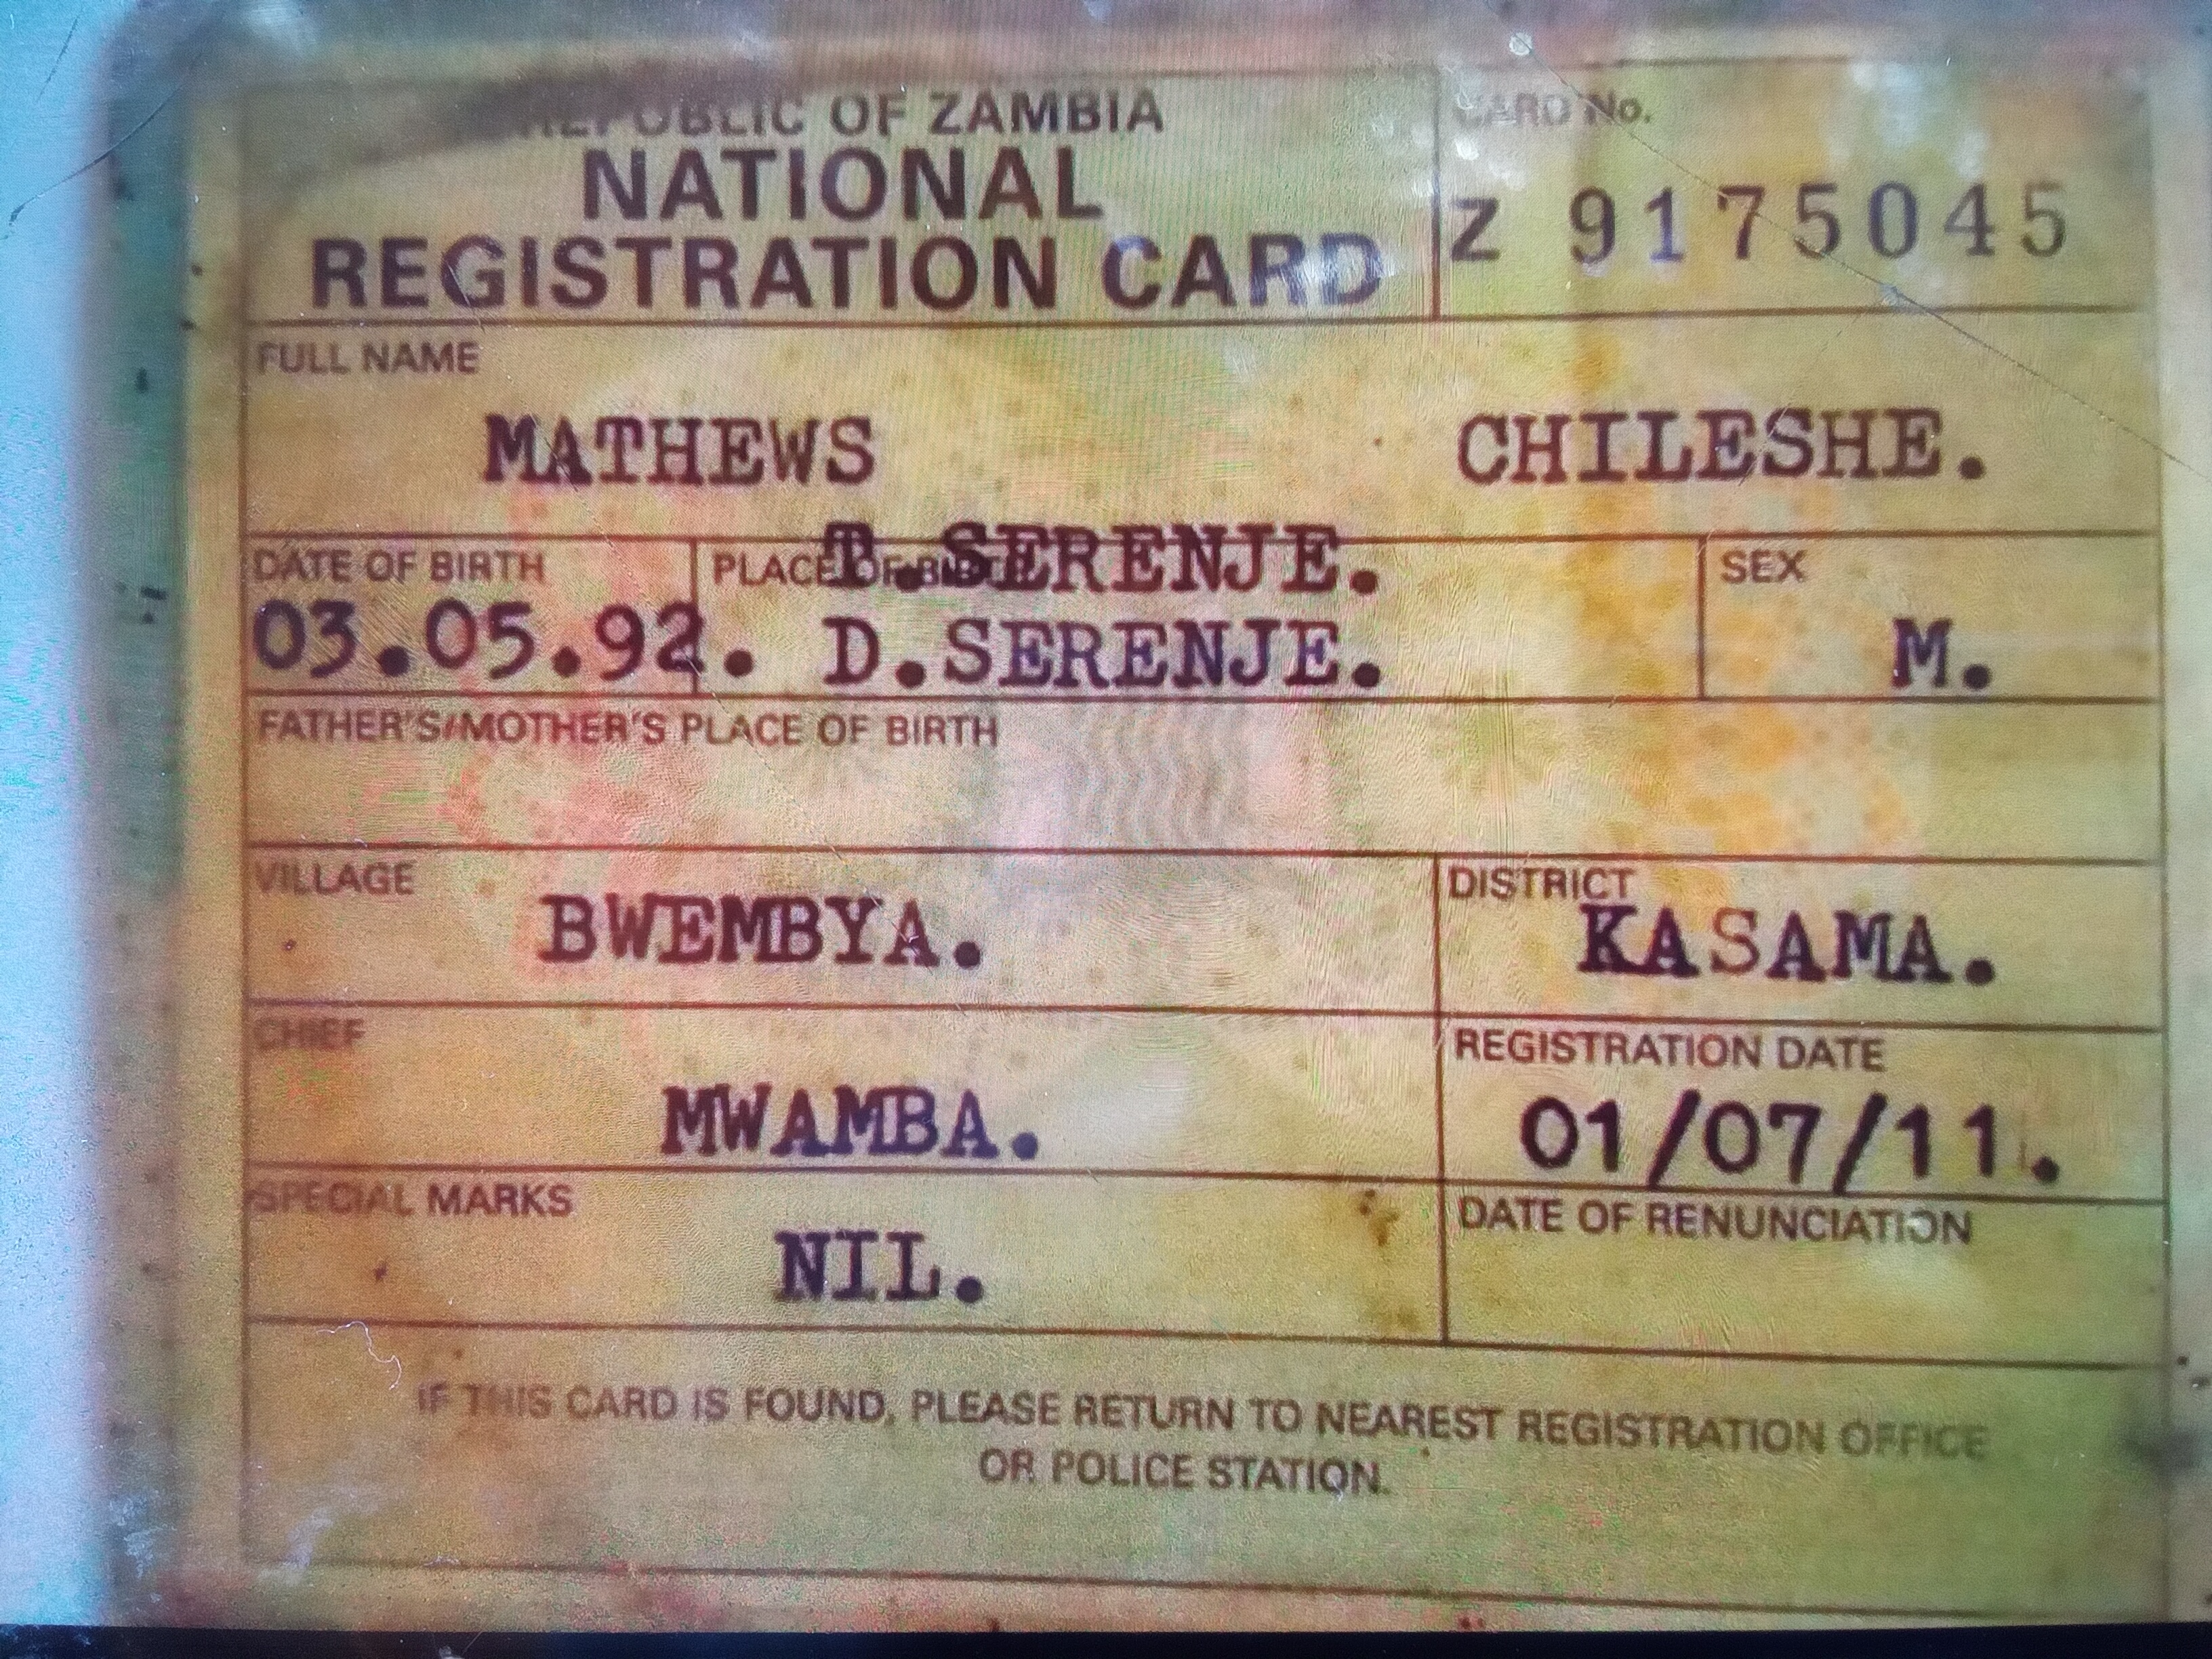 REPUBLIC OF ZAMBIA
NATIONAL
REGISTRATION CARD
CARD No.
Z 9175045
FULL NAME
MATHEWS CHILESHE.
DATE OF BIRTH
03.05.92.
PLACE OF BIRTH
T.SERENJE.
D.SERENJE.
SEX
M.
FATHER'S/MOTHER'S PLACE OF BIRTH
VILLAGE
BWEMBYA.
DISTRICT
KASAMA.
CHIEF
MWAMBA.
REGISTRATION DATE
01/07/11.
SPECIAL MARKS
NIL.
DATE OF RENUNCIATION
IF THIS CARD IS FOUND, PLEASE RETURN TO NEAREST REGISTRATION OFFICE
OR POLICE STATION.